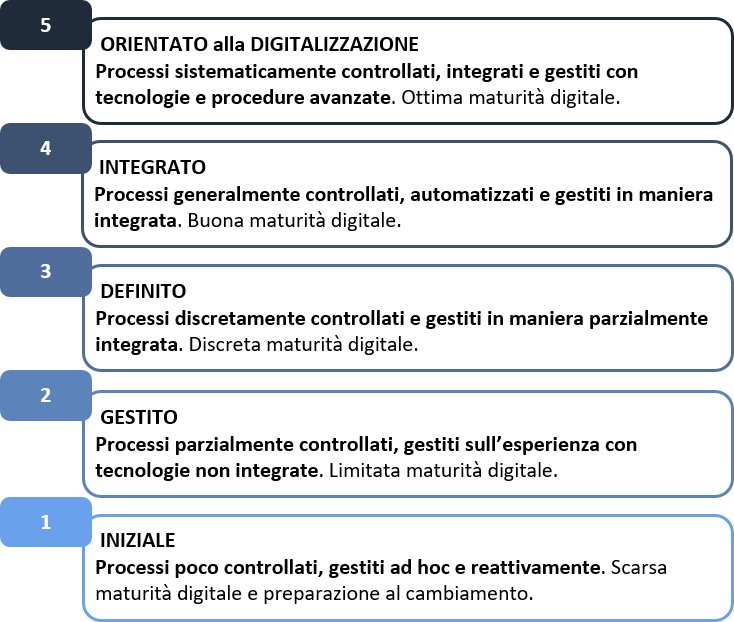 5
ORIENTATO alla DIGITALIZZAZIONE
Processi sistematicamente controllati, integrati e gestiti con
tecnologie e procedure avanzate. Ottima maturità digitale.
4
INTEGRATO
Processi generalmente controllati, automatizzati e gestiti in maniera
integrata. Buona maturità digitale.
3
DEFINITO
Processi discretamente controllati e gestiti in maniera parzialmente
integrata. Discreta maturità digitale.
2
GESTITO
Processi parzialmente controllati, gestiti sull’esperienza con
tecnologie non integrate. Limitata maturità digitale.
1
INIZIALE
Processi poco controllati, gestiti ad hoc e reattivamente. Scarsa
maturità digitale e preparazione al cambiamento.